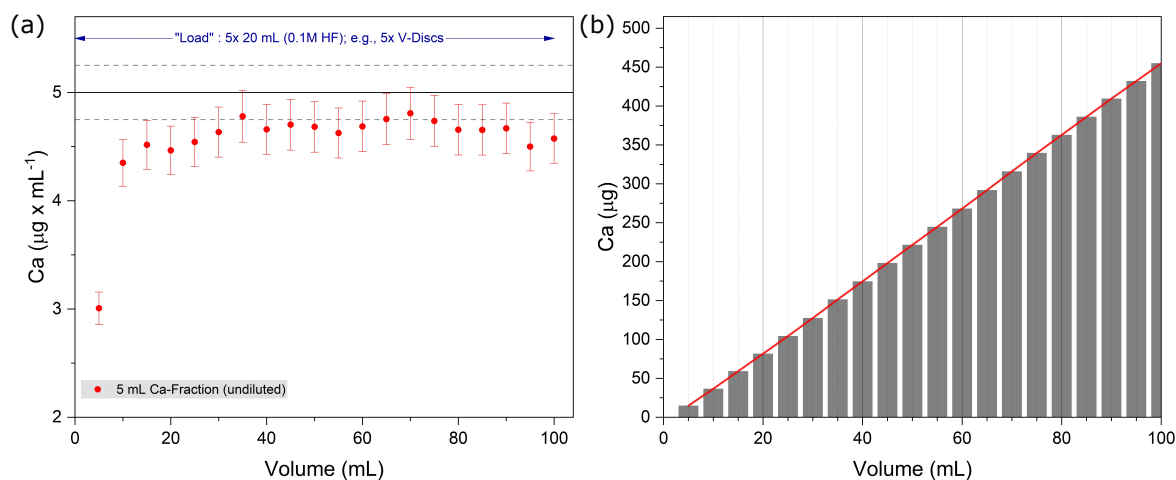 (a)
"Load" : 5x 20 mL (0.1M HF); e.g., 5x V-Discs
5
4
3
2
Ca (µg x mL⁻¹)
5 mL Ca-Fraction (undiluted)
0 20 40 60 80 100
Volume (mL)
(b)
500
450
400
350
300
250
200
150
100
50
0
Ca (µg)
0 20 40 60 80 100
Volume (mL)